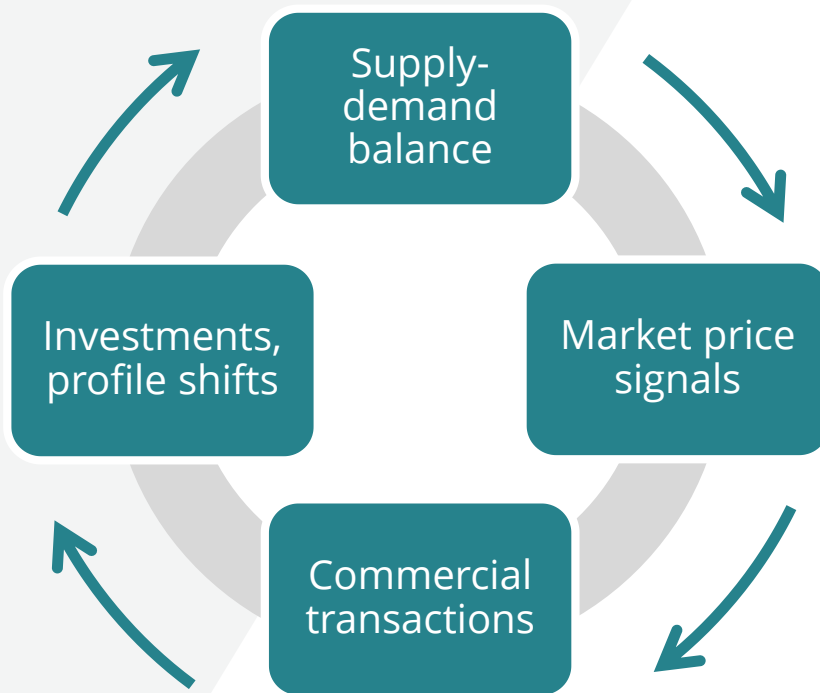 Supply-
demand
balance
Investments,
profile shifts
Market price
signals
Commercial
transactions